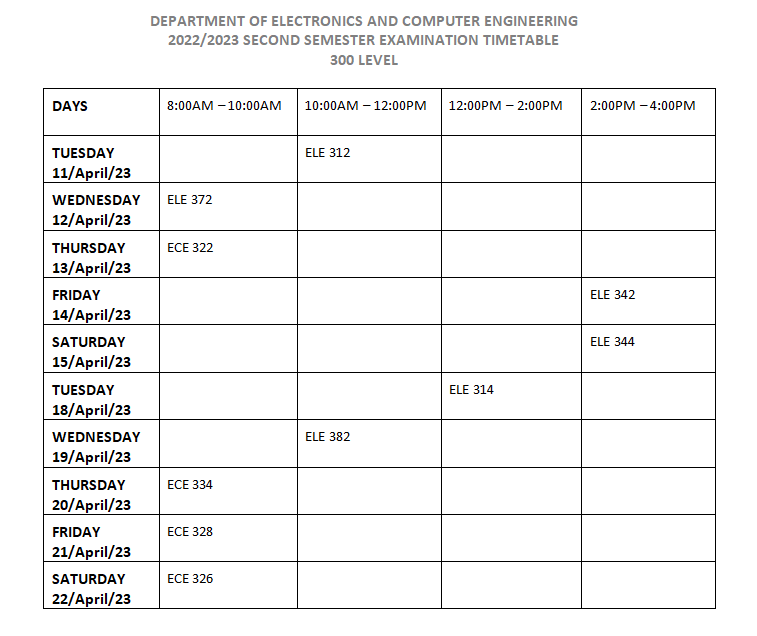 DEPARTMENT OF ELECTRONICS AND COMPUTER ENGINEERING
2022/2023 SECOND SEMESTER EXAMINATION TIMETABLE
300 LEVEL
DAYS 8:00AM – 10:00AM 10:00AM – 12:00PM 12:00PM – 2:00PM 2:00PM – 4:00PM
TUESDAY ELE 312
11/April/23
WEDNESDAY ELE 372
12/April/23
THURSDAY ECE 322
13/April/23
FRIDAY ELE 342
14/April/23
SATURDAY ELE 344
15/April/23
TUESDAY ELE 314
18/April/23
WEDNESDAY ELE 382
19/April/23
THURSDAY ECE 334
20/April/23
FRIDAY ECE 328
21/April/23
SATURDAY ECE 326
22/April/23